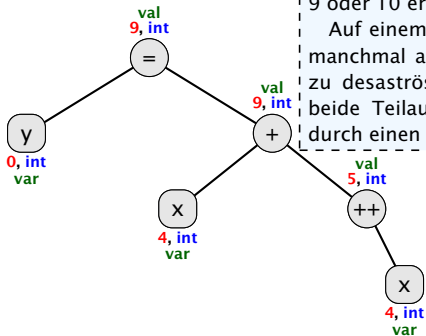 9 oder 10 er
Auf einem
manchmal a
zu desaströs
beide Teilau
durch einen
val
9, int
=
val
9, int
y
+
0, int
var
val
5, int
x
++
4, int
var
x
4, int
var